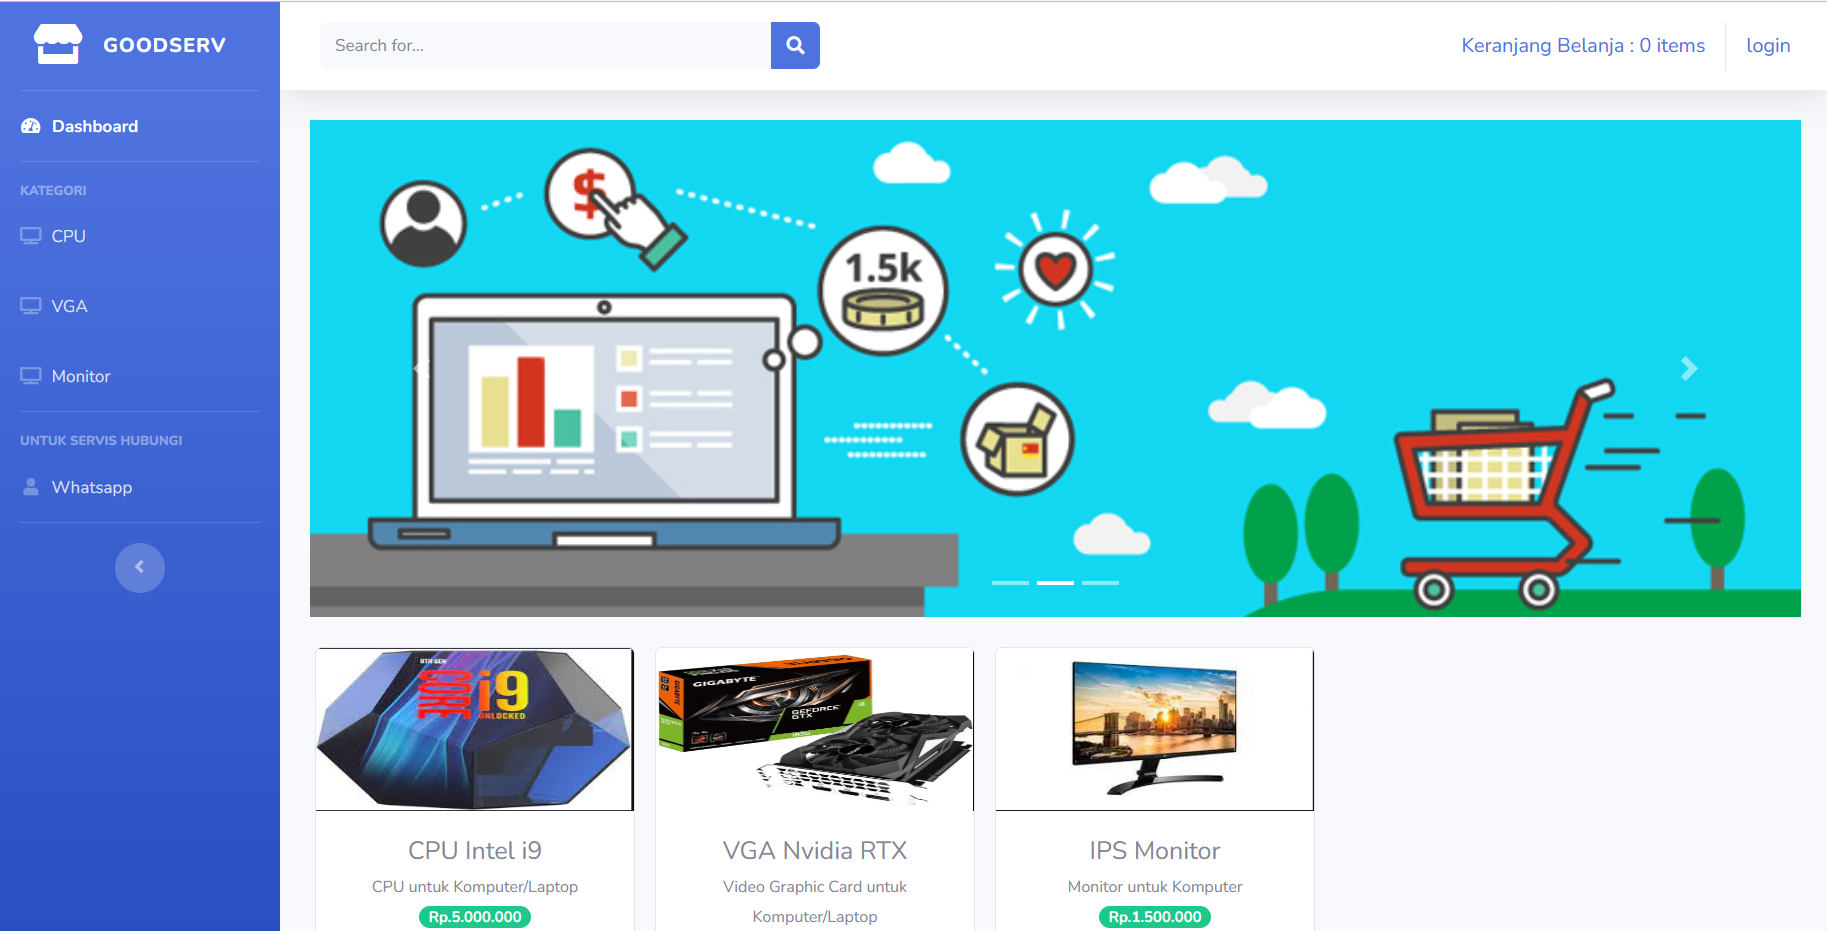 GOODSERV
Search for...
Keranjang Belanja : 0 items
login
Dashboard
KATEGORI
CPU
VGA
Monitor
UNTUK SERVIS HUBUNGI
Whatsapp
$
1.5k
9TH GEN
CORE i9
UNLOCKED
GIGABYTE
GEFORCE
GTX
CPU Intel i9
CPU untuk Komputer/Laptop
Rp.5.000.000
VGA Nvidia RTX
Video Graphic Card untuk
Komputer/Laptop
IPS Monitor
Monitor untuk Komputer
Rp.1.500.000